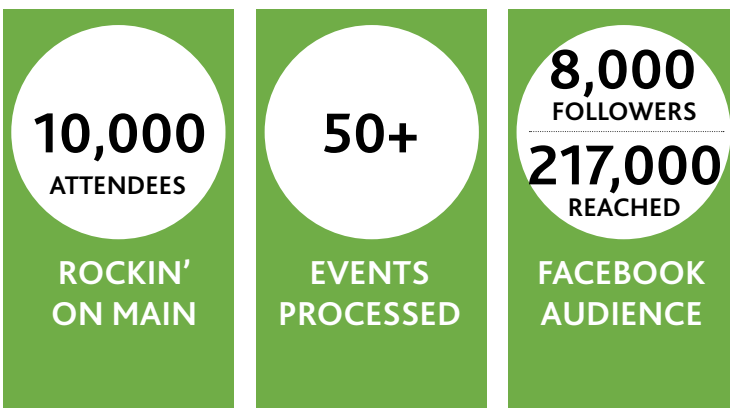 10,000
ATTENDEES
ROCKIN’
ON MAIN
50+
EVENTS
PROCESSED
8,000
FOLLOWERS
217,000
REACHED
FACEBOOK
AUDIENCE